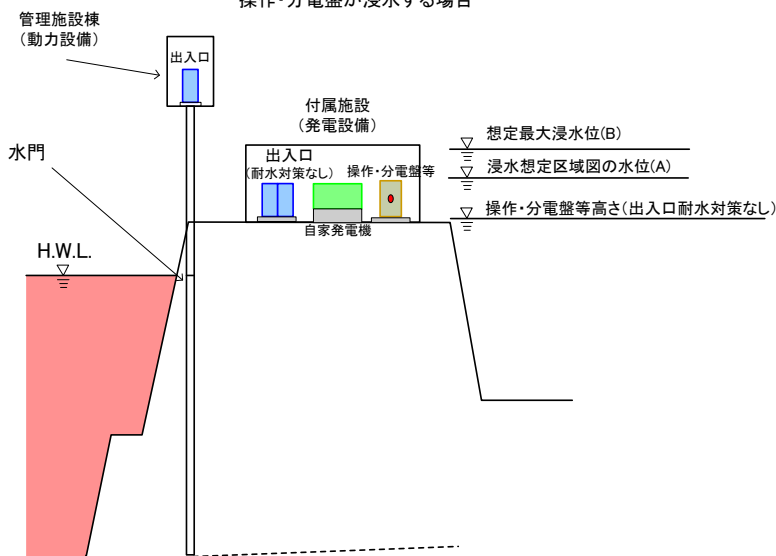 操作・分電盤が浸水する場合
管理施設棟
（動力設備）
出入口
付属施設
（発電設備）
想定最大浸水位(B)
水門
出入口
（耐水対策なし）
操作・分電盤等
浸水想定区域図の水位(A)
操作・分電盤等高さ（出入口耐水対策なし）
自家発電機
H.W.L.